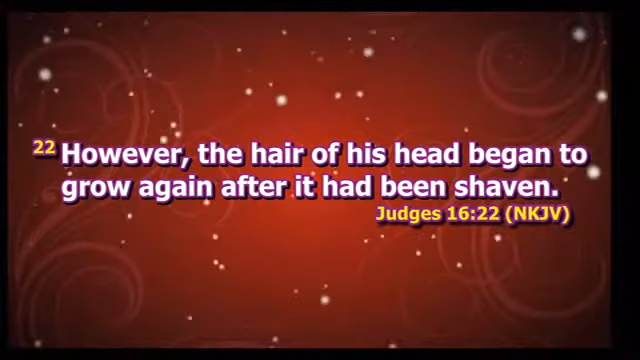 22 However, the hair of his head began to
grow again after it had been shaven.
Judges 16:22 (NKJV)